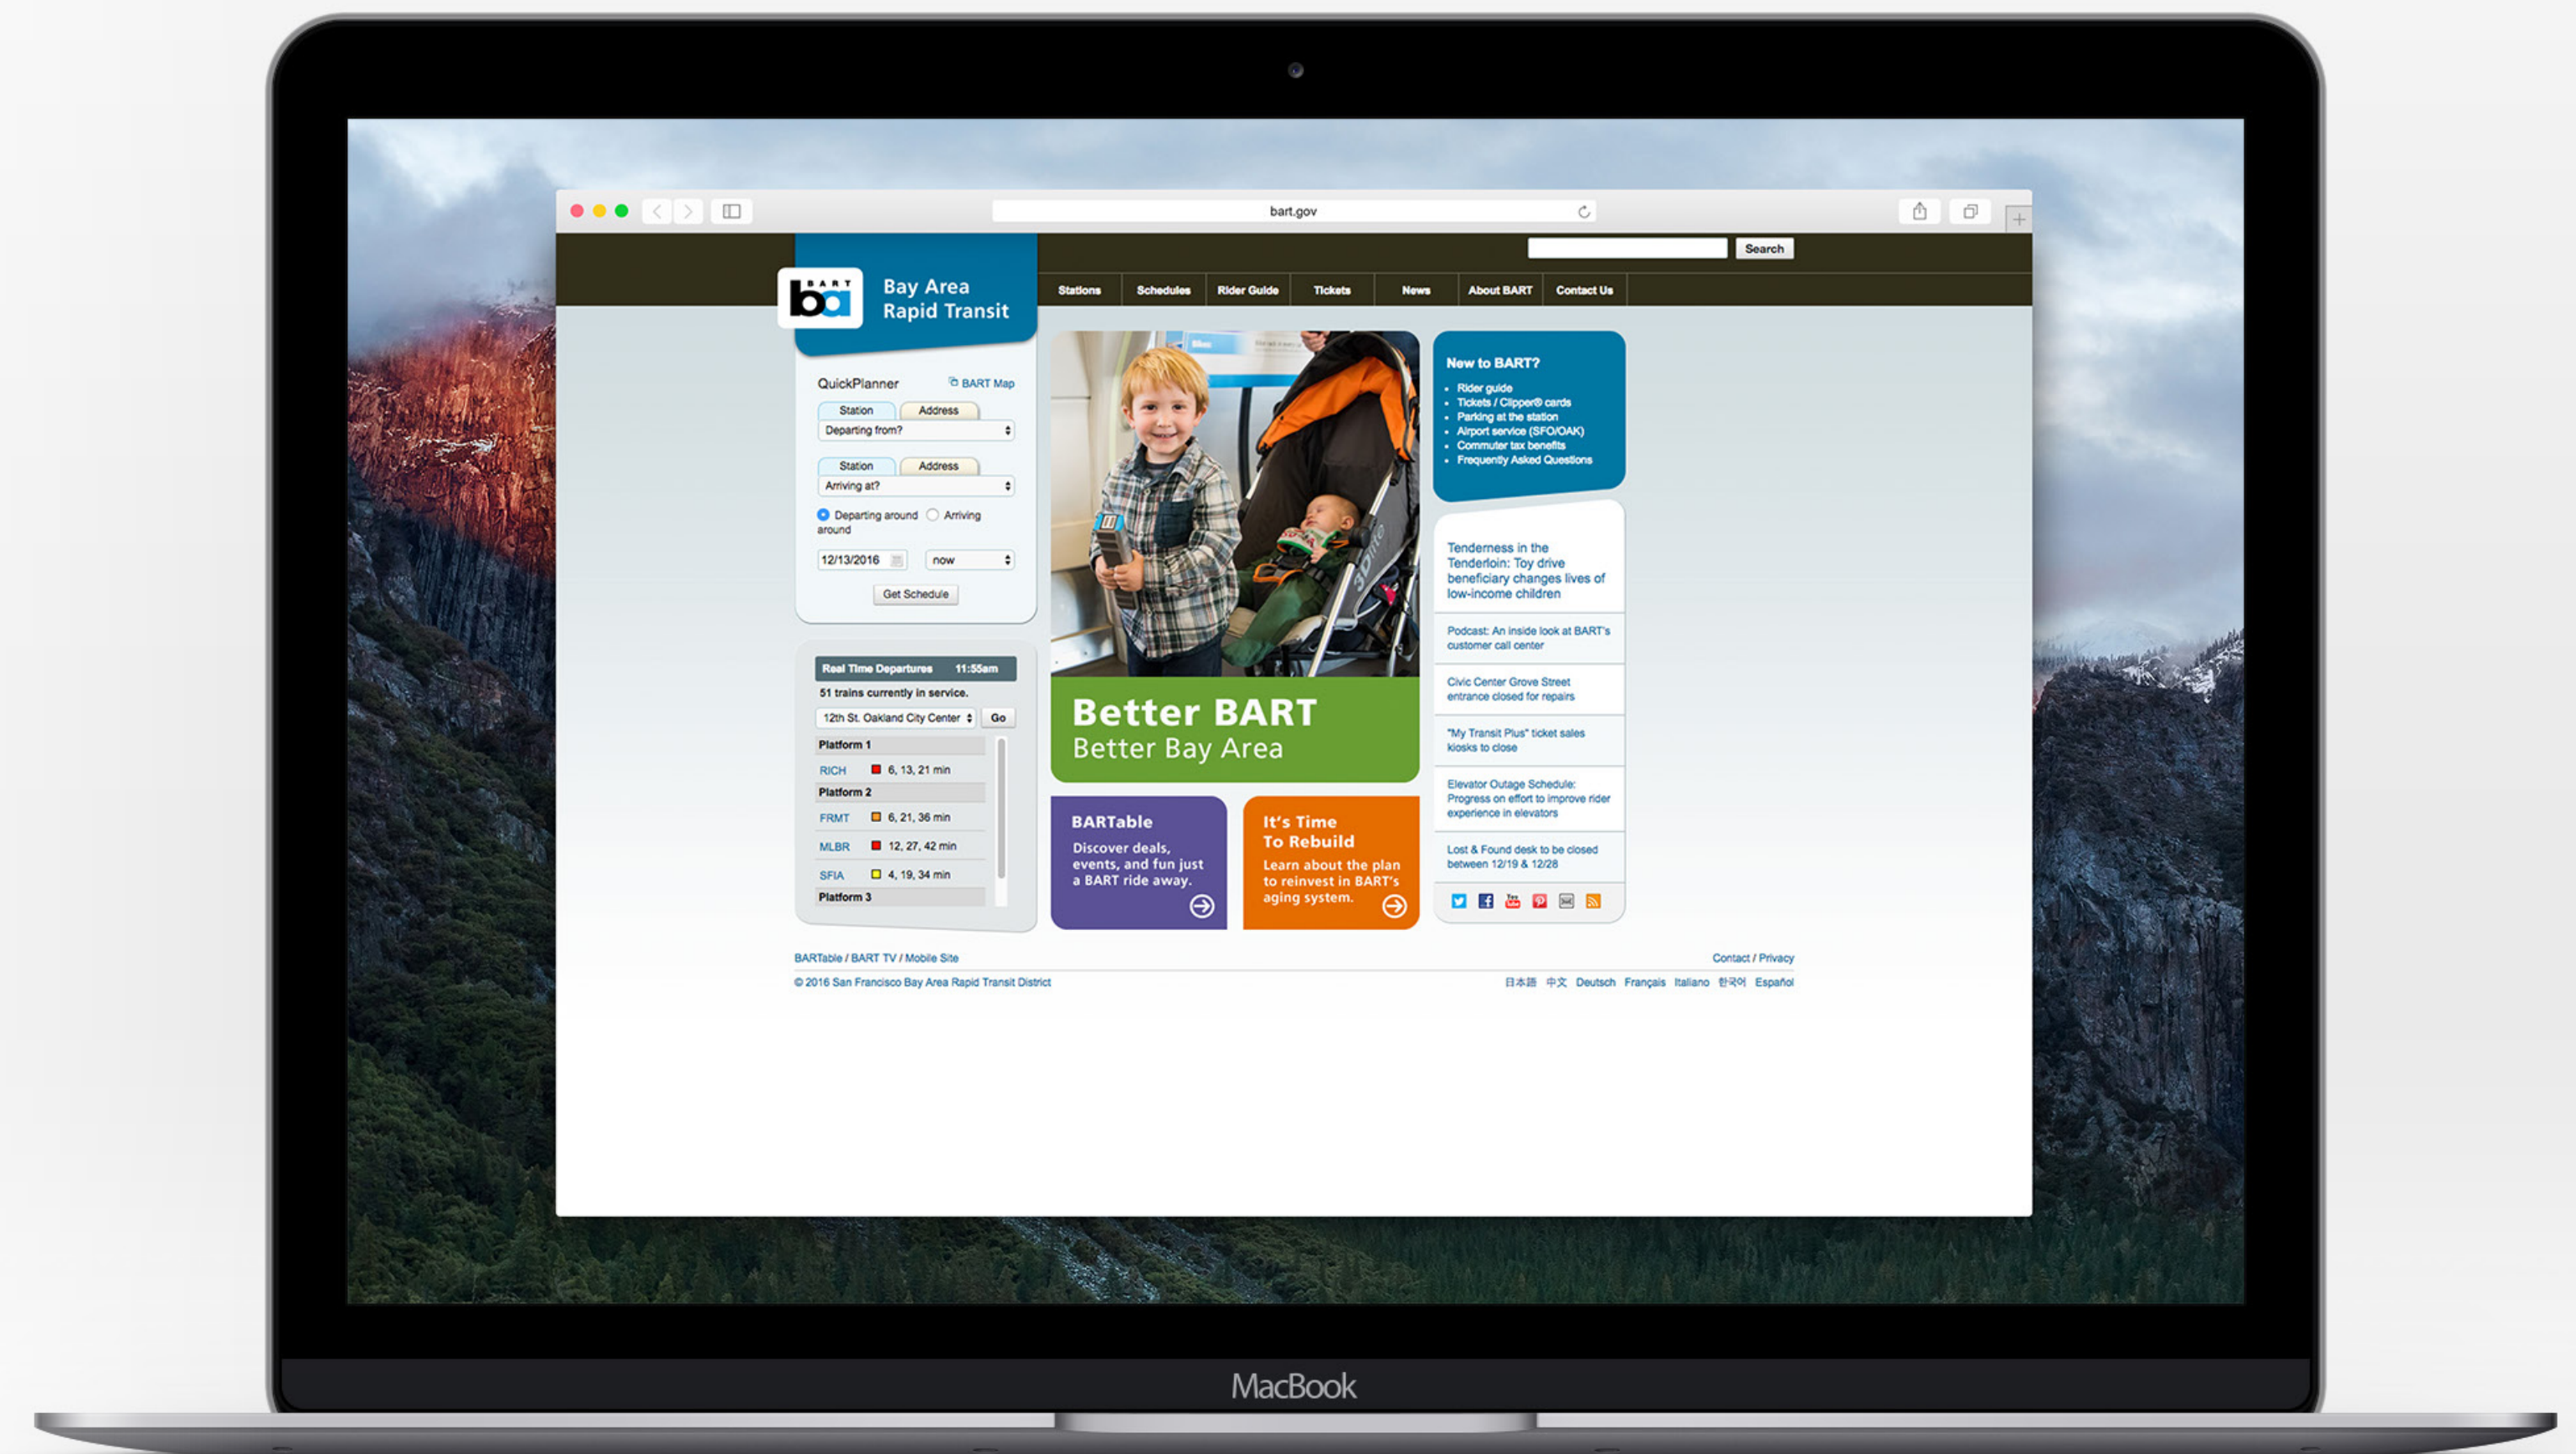 bart.gov
Search
BART
ba
Bay Area
Rapid Transit
Stations
Schedules
Rider Guide
Tickets
News
About BART
Contact Us
QuickPlanner
BART Map
Station
Address
Departing from?
Station
Address
Arriving at?
Departing around
Arriving
around
12/13/2016
now
Get Schedule
Real Time Departures
11:55am
51 trains currently in service.
12th St. Oakland City Center
Go
Platform 1
RICH 6, 13, 21 min
Platform 2
FRMT 6, 21, 36 min
MLBR 12, 27, 42 min
SFIA 4, 19, 34 min
Platform 3
3Dlite
Better BART
Better Bay Area
BARTable
Discover deals,
events, and fun just
a BART ride away.
It's Time
To Rebuild
Learn about the plan
to reinvest in BART's
aging system.
New to BART?
Rider guide
Tickets / Clipper® cards
Parking at the station
Airport service (SFO/OAK)
Commuter tax benefits
Frequently Asked Questions
Tenderness in the
Tenderloin: Toy drive
beneficiary changes lives of
low-income children
Podcast: An inside look at BART's
customer call center
Civic Center Grove Street
entrance closed for repairs
"My Transit Plus" ticket sales
kiosks to close
Elevator Outage Schedule:
Progress on effort to improve rider
experience in elevators
Lost & Found desk to be closed
between 12/19 & 12/28
You
Tube
BARTable / BART TV / Mobile Site
Contact / Privacy
© 2016 San Francisco Bay Area Rapid Transit District
日本語 中文 Deutsch Français Italiano 한국어 Español
MacBook